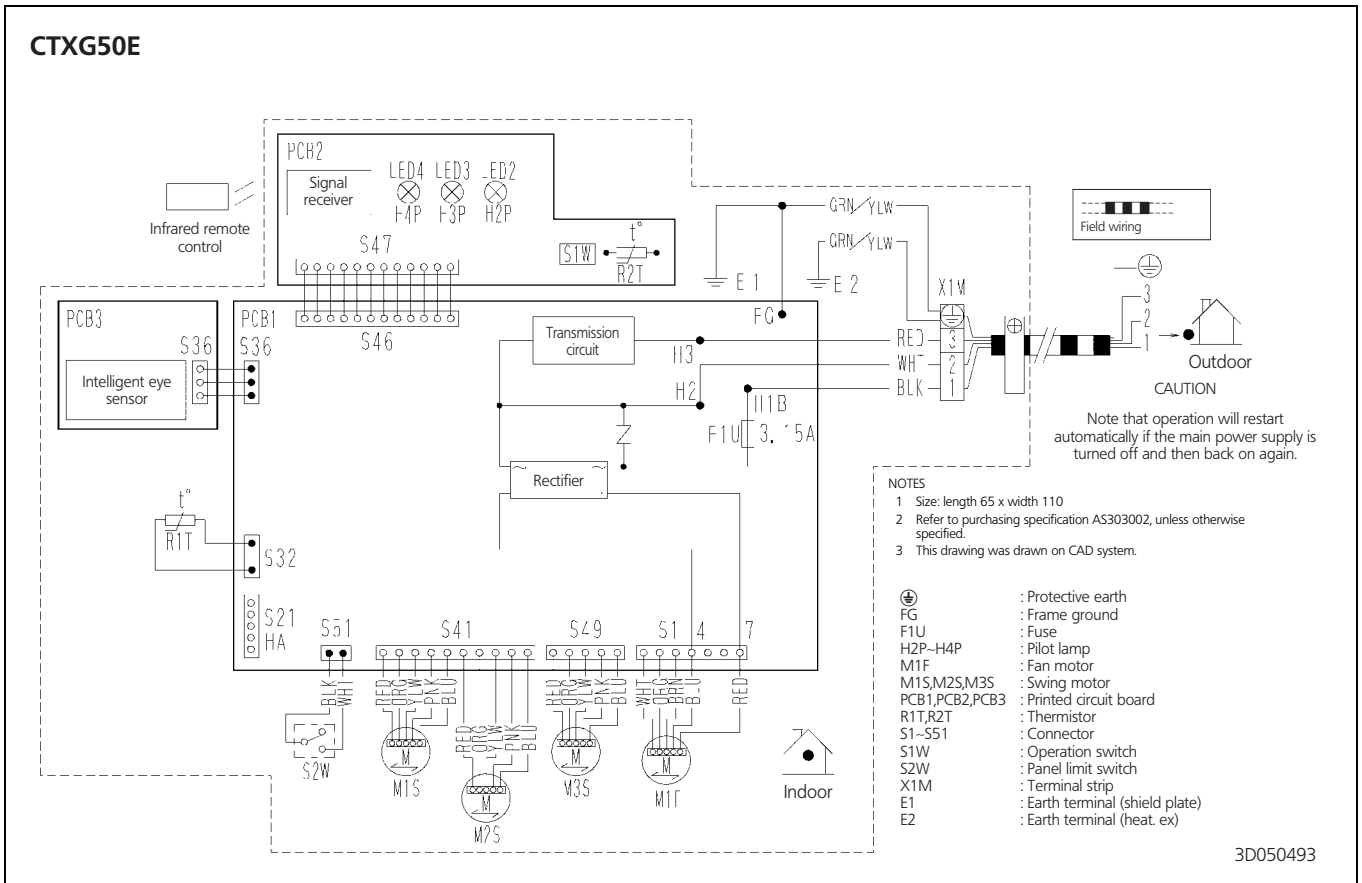 CTXG50E
PCB2
Signal
receiver
LED4 LED3 LED2
H4P H3P H2P
Infrared remote
control
S47
S1W
t°
R2T
GRN/YLW
GRN/YLW
E1
E2
Field wiring
X1M
3
2
1
Outdoor
CAUTION
Note that operation will restart
automatically if the main power supply is
turned off and then back on again.
PCB3
S36
Intelligent eye
sensor
PCB1
S36
S46
FG
Transmission
circuit
H3
RED 3
H2
WHT 2
BLK 1
H1B
F1U 3.15A
Rectifier
t°
R1T
S32
S21
HA
S51
S41
S49
S1 4 7
BLK
WHT
RED
ORG
YLW
PNK
BLU
RED
ORG
YLW
PNK
BLU
RED
ORG
YLW
PNK
BLU
WHT
ORG
BRN
BLU
RED
S2W
M
M1S
M
M2S
M
M3S
M
M1F
Indoor
NOTES
1 Size: length 65 x width 110
2 Refer to purchasing specification AS303002, unless otherwise
specified.
3 This drawing was drawn on CAD system.
: Protective earth
FG : Frame ground
F1U : Fuse
H2P~H4P : Pilot lamp
M1F : Fan motor
M1S,M2S,M3S : Swing motor
PCB1,PCB2,PCB3 : Printed circuit board
R1T,R2T : Thermistor
S1~S51 : Connector
S1W : Operation switch
S2W : Panel limit switch
X1M : Terminal strip
E1 : Earth terminal (shield plate)
E2 : Earth terminal (heat. ex)
3D050493